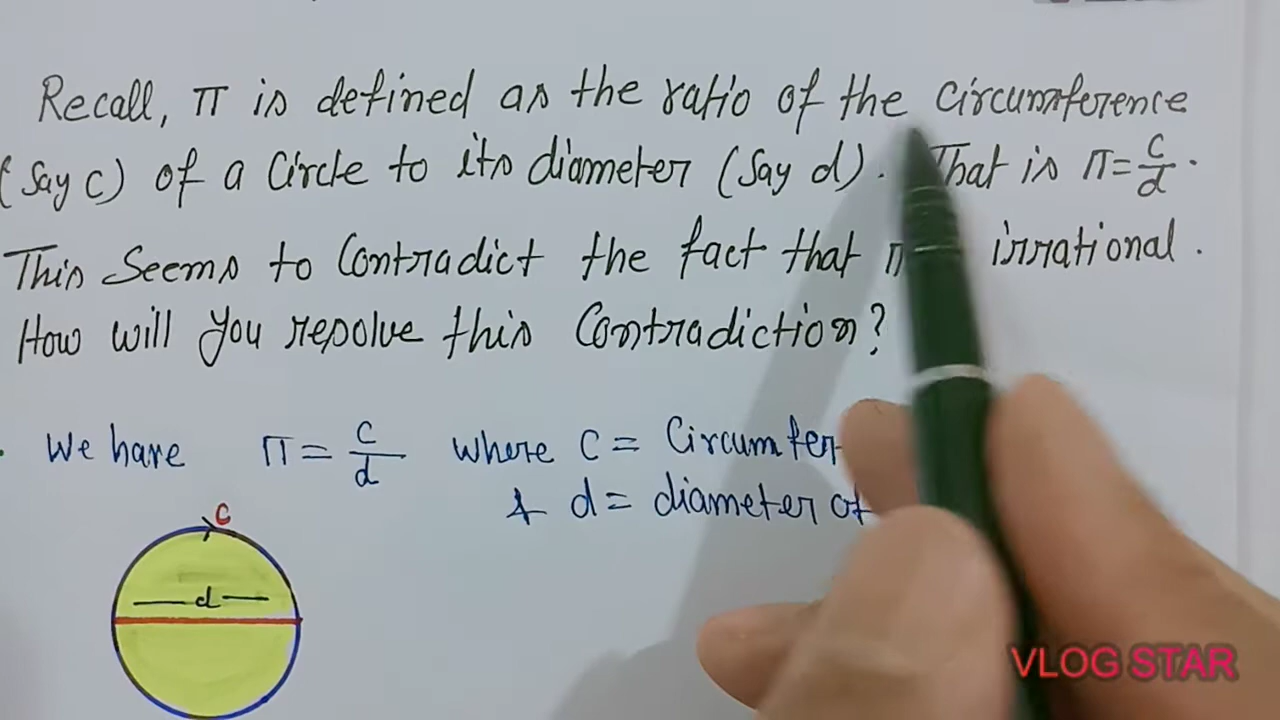 Recall, π is defined as the ratio of the circumference
(Say c) of a Circle to its diameter (Say d). That is π = c/d .
This Seems to Contradict the fact that irrational .
How will you resolve this Contradiction?
We have π = c/d where c = Circumfer
& d = diameter of
c
d
VLOG STAR